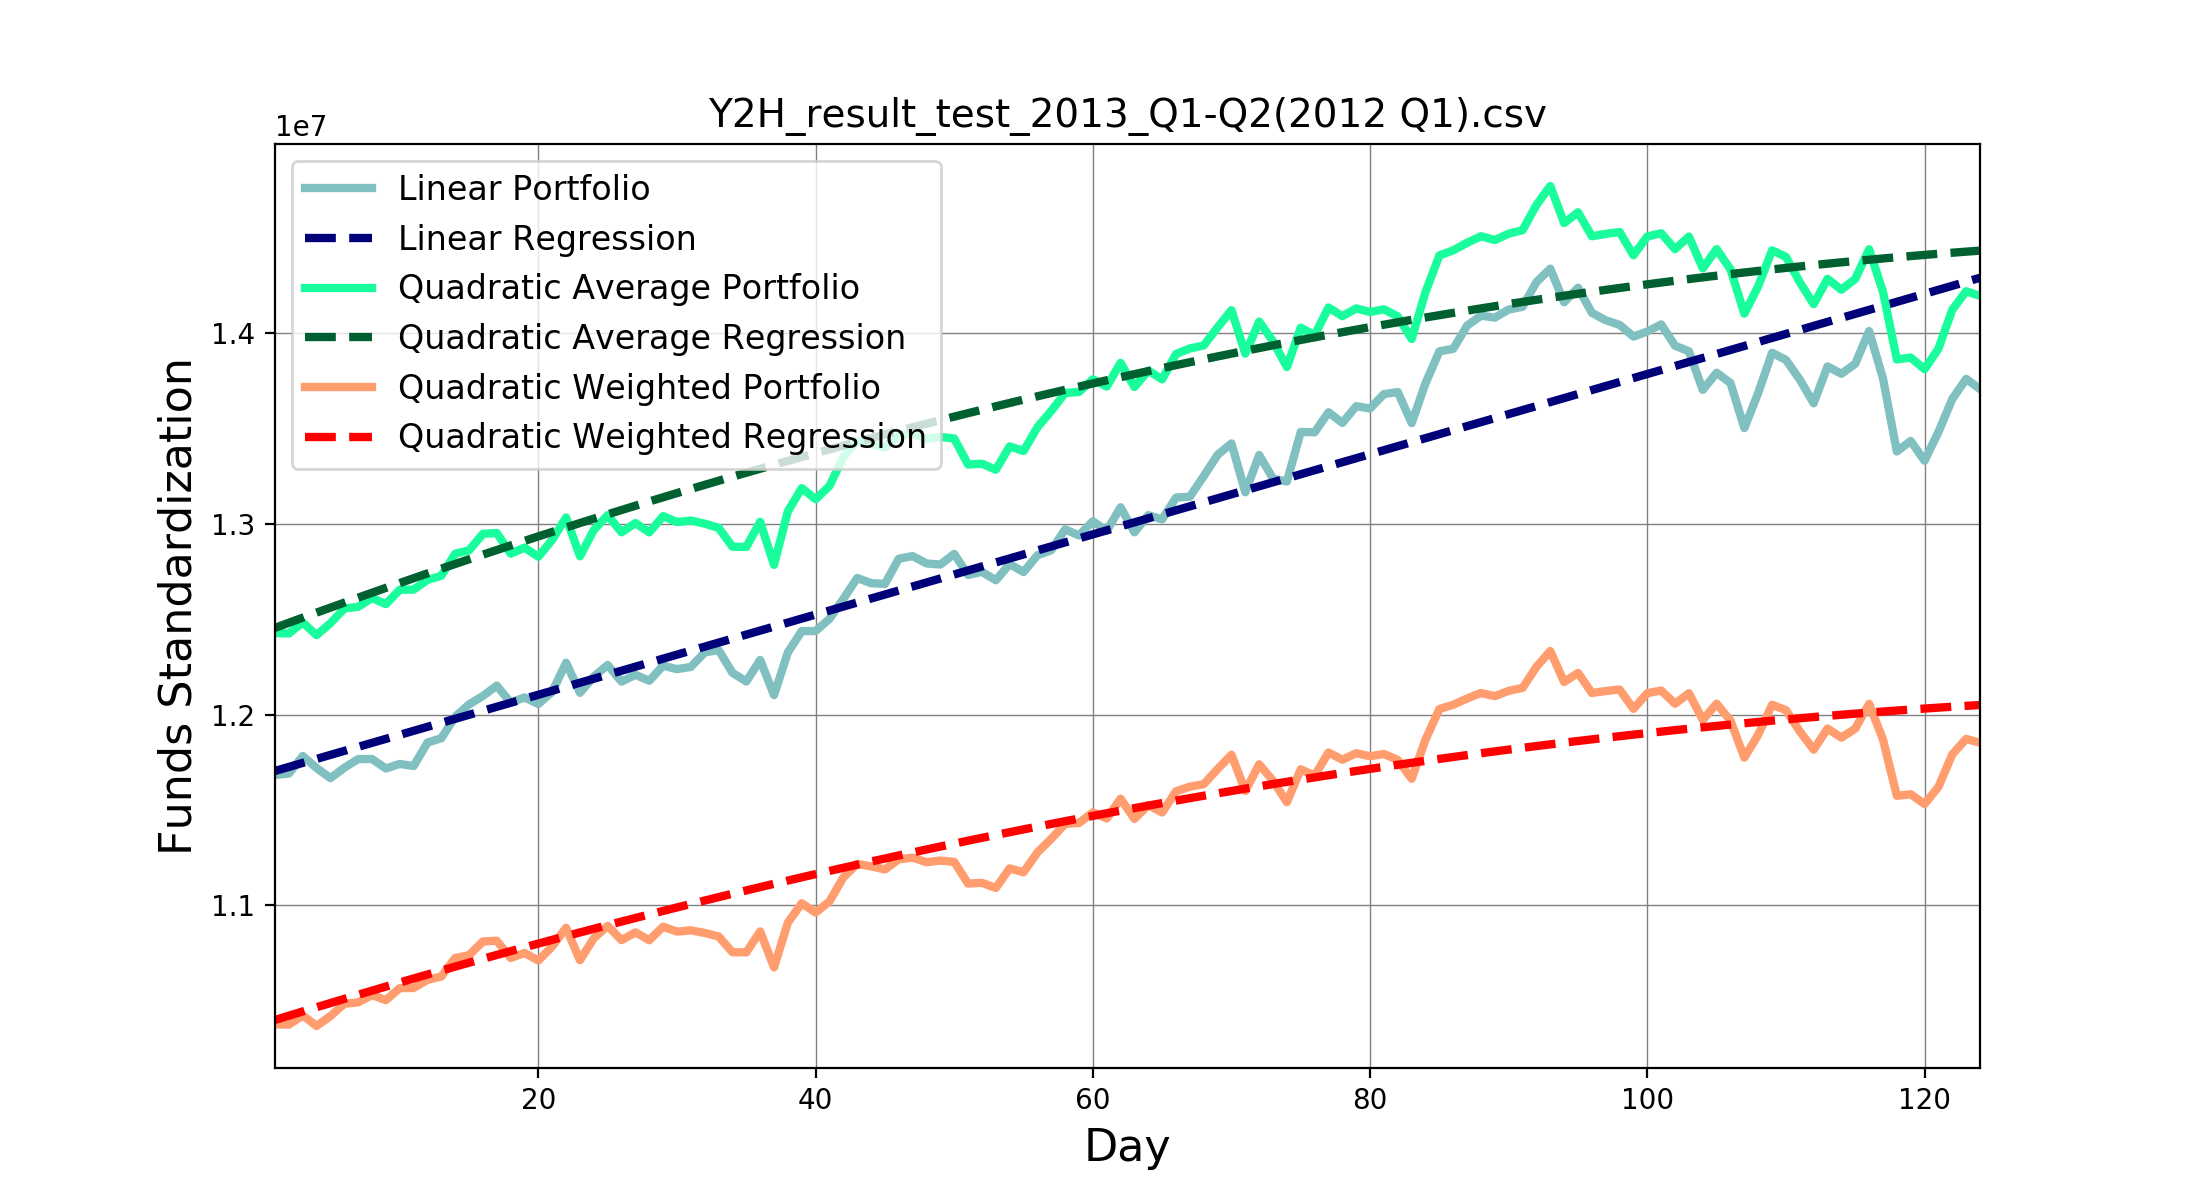 Y2H_result_test_2013_Q1-Q2(2012 Q1).csv
1e7
Linear Portfolio
Linear Regression
Quadratic Average Portfolio
Quadratic Average Regression
Quadratic Weighted Portfolio
Quadratic Weighted Regression
1.4
1.3
1.2
1.1
Funds Standardization
20 40 60 80 100 120
Day